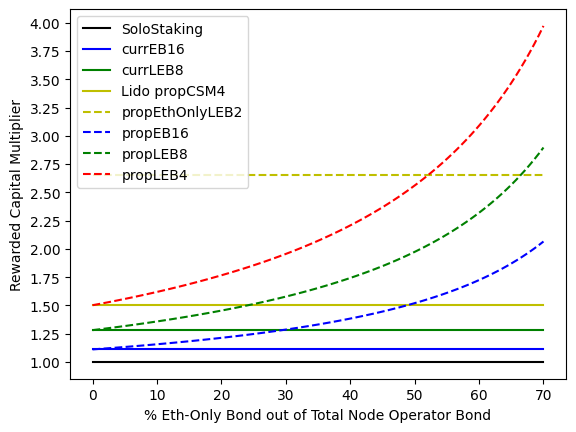 SoloStaking
currEB16
currLEB8
Lido propCSM4
propEthOnlyLEB2
propEB16
propLEB8
propLEB4
Rewarded Capital Multiplier
4.00
3.75
3.50
3.25
3.00
2.75
2.50
2.25
2.00
1.75
1.50
1.25
1.00
0 10 20 30 40 50 60 70
% Eth-Only Bond out of Total Node Operator Bond